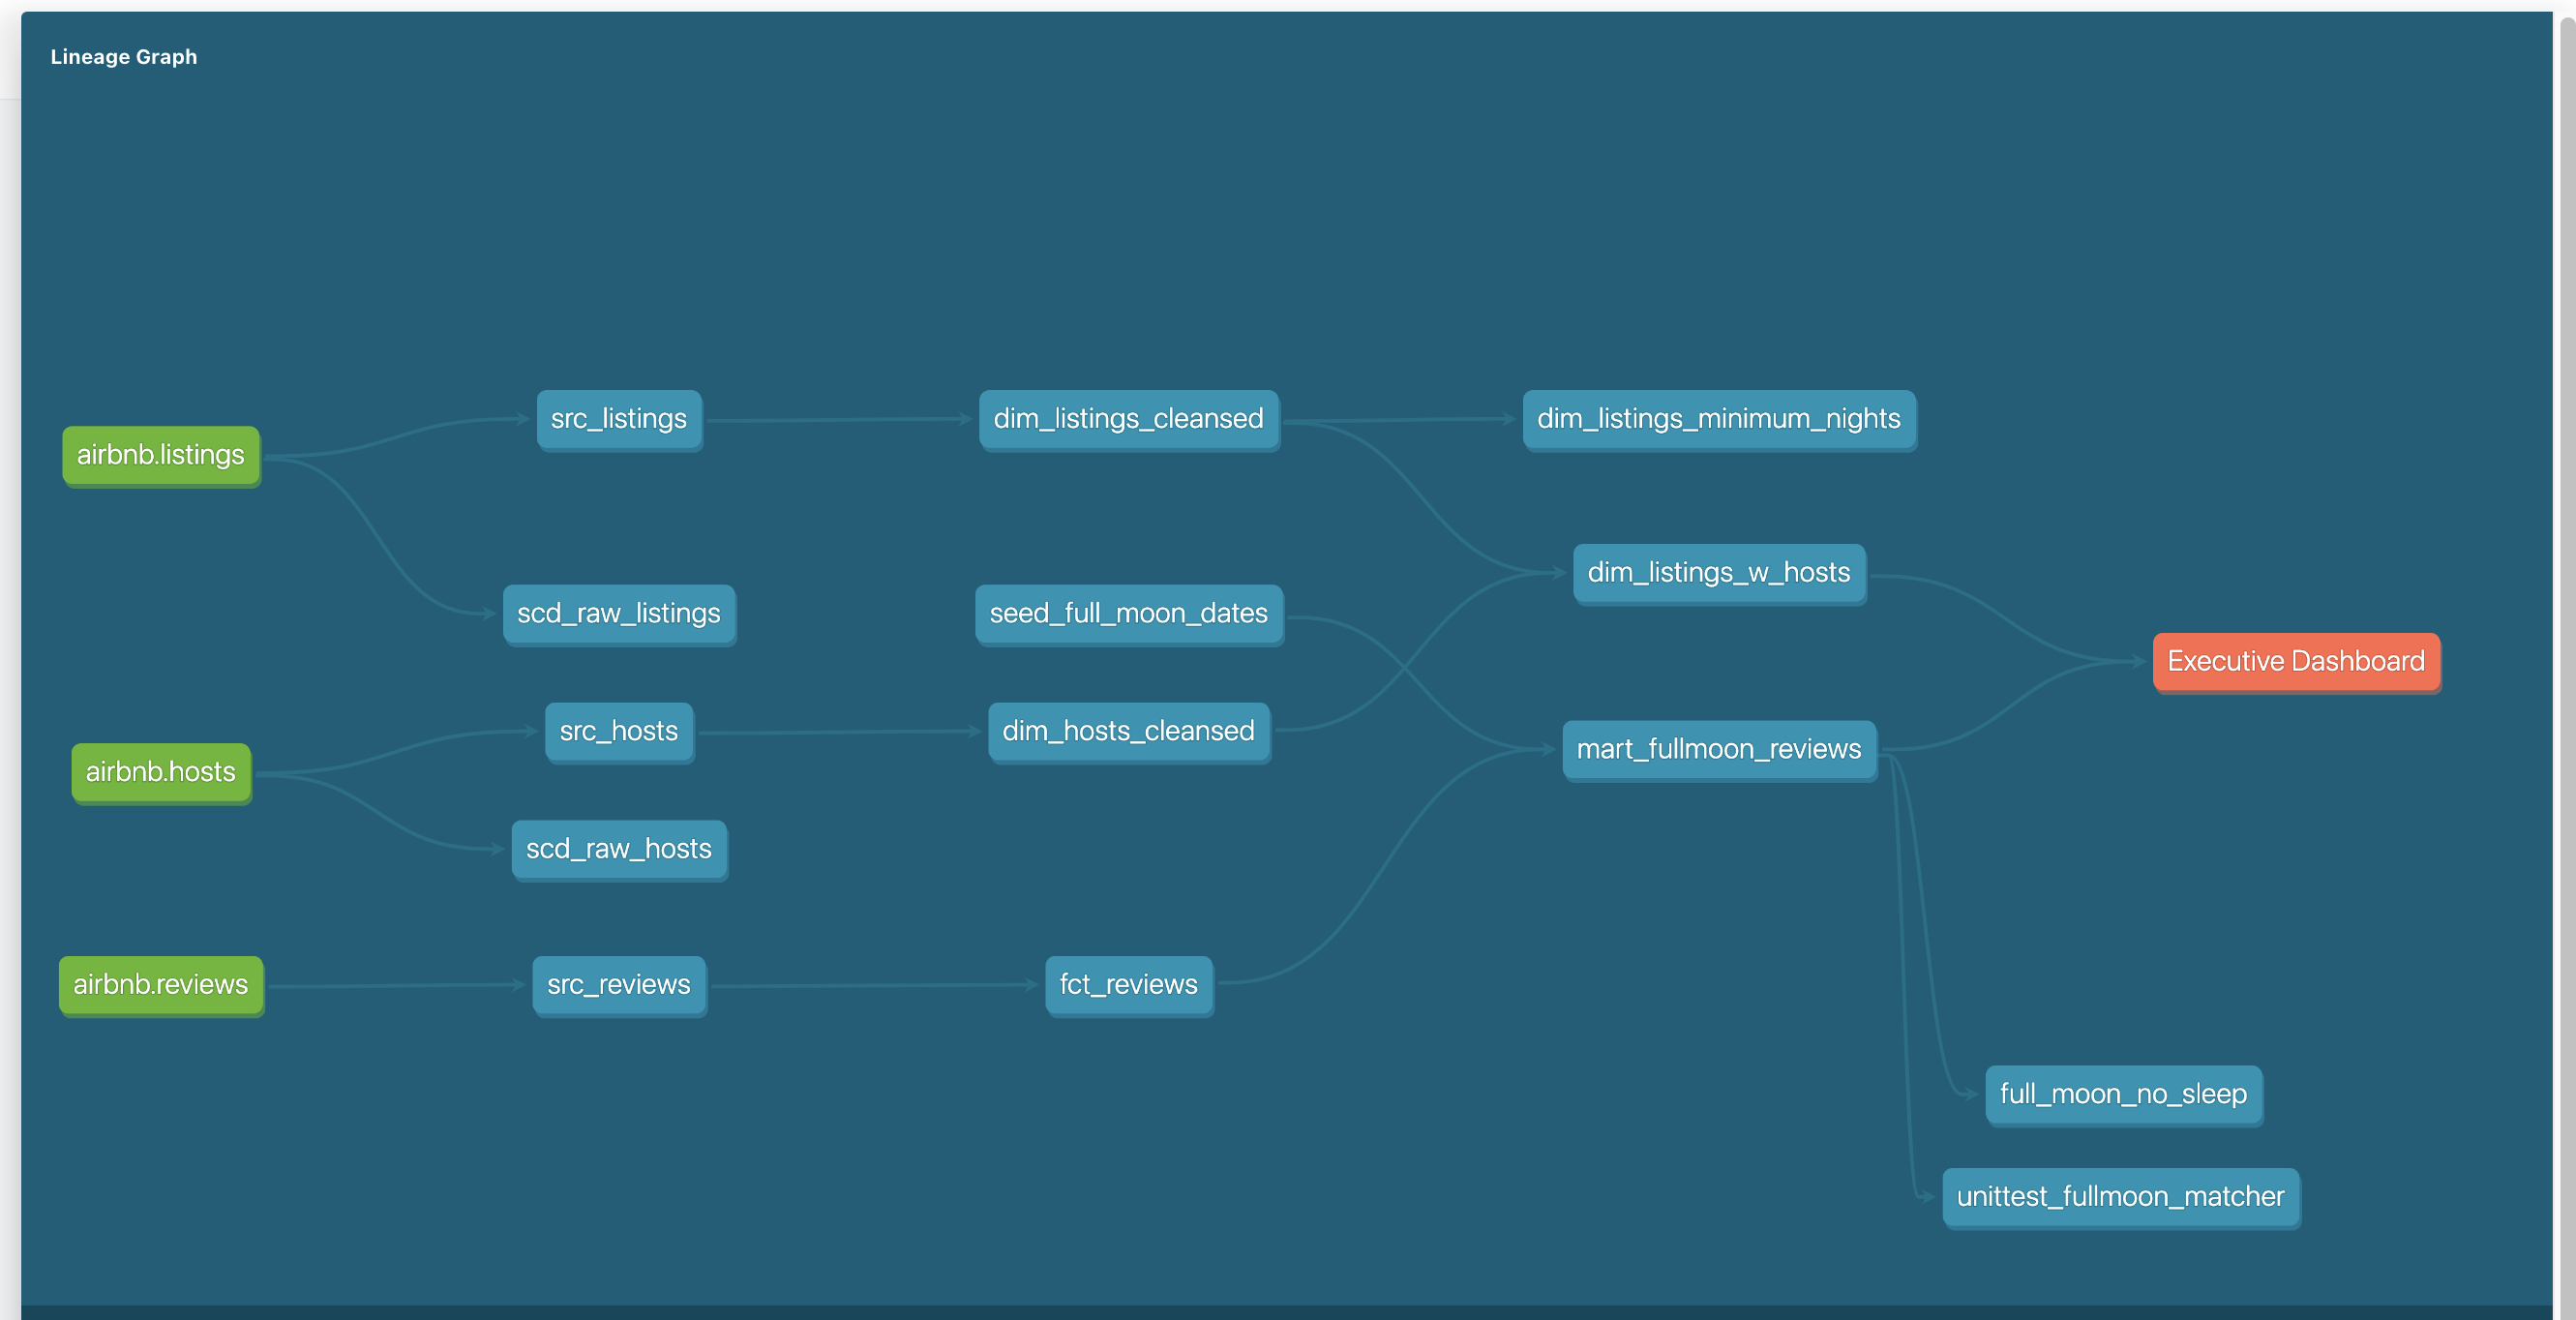 Lineage Graph
airbnb.listings
src_listings
dim_listings_cleansed
dim_listings_minimum_nights
dim_listings_w_hosts
scd_raw_listings
seed_full_moon_dates
Executive Dashboard
airbnb.hosts
src_hosts
dim_hosts_cleansed
mart_fullmoon_reviews
scd_raw_hosts
airbnb.reviews
src_reviews
fct_reviews
full_moon_no_sleep
unittest_fullmoon_matcher